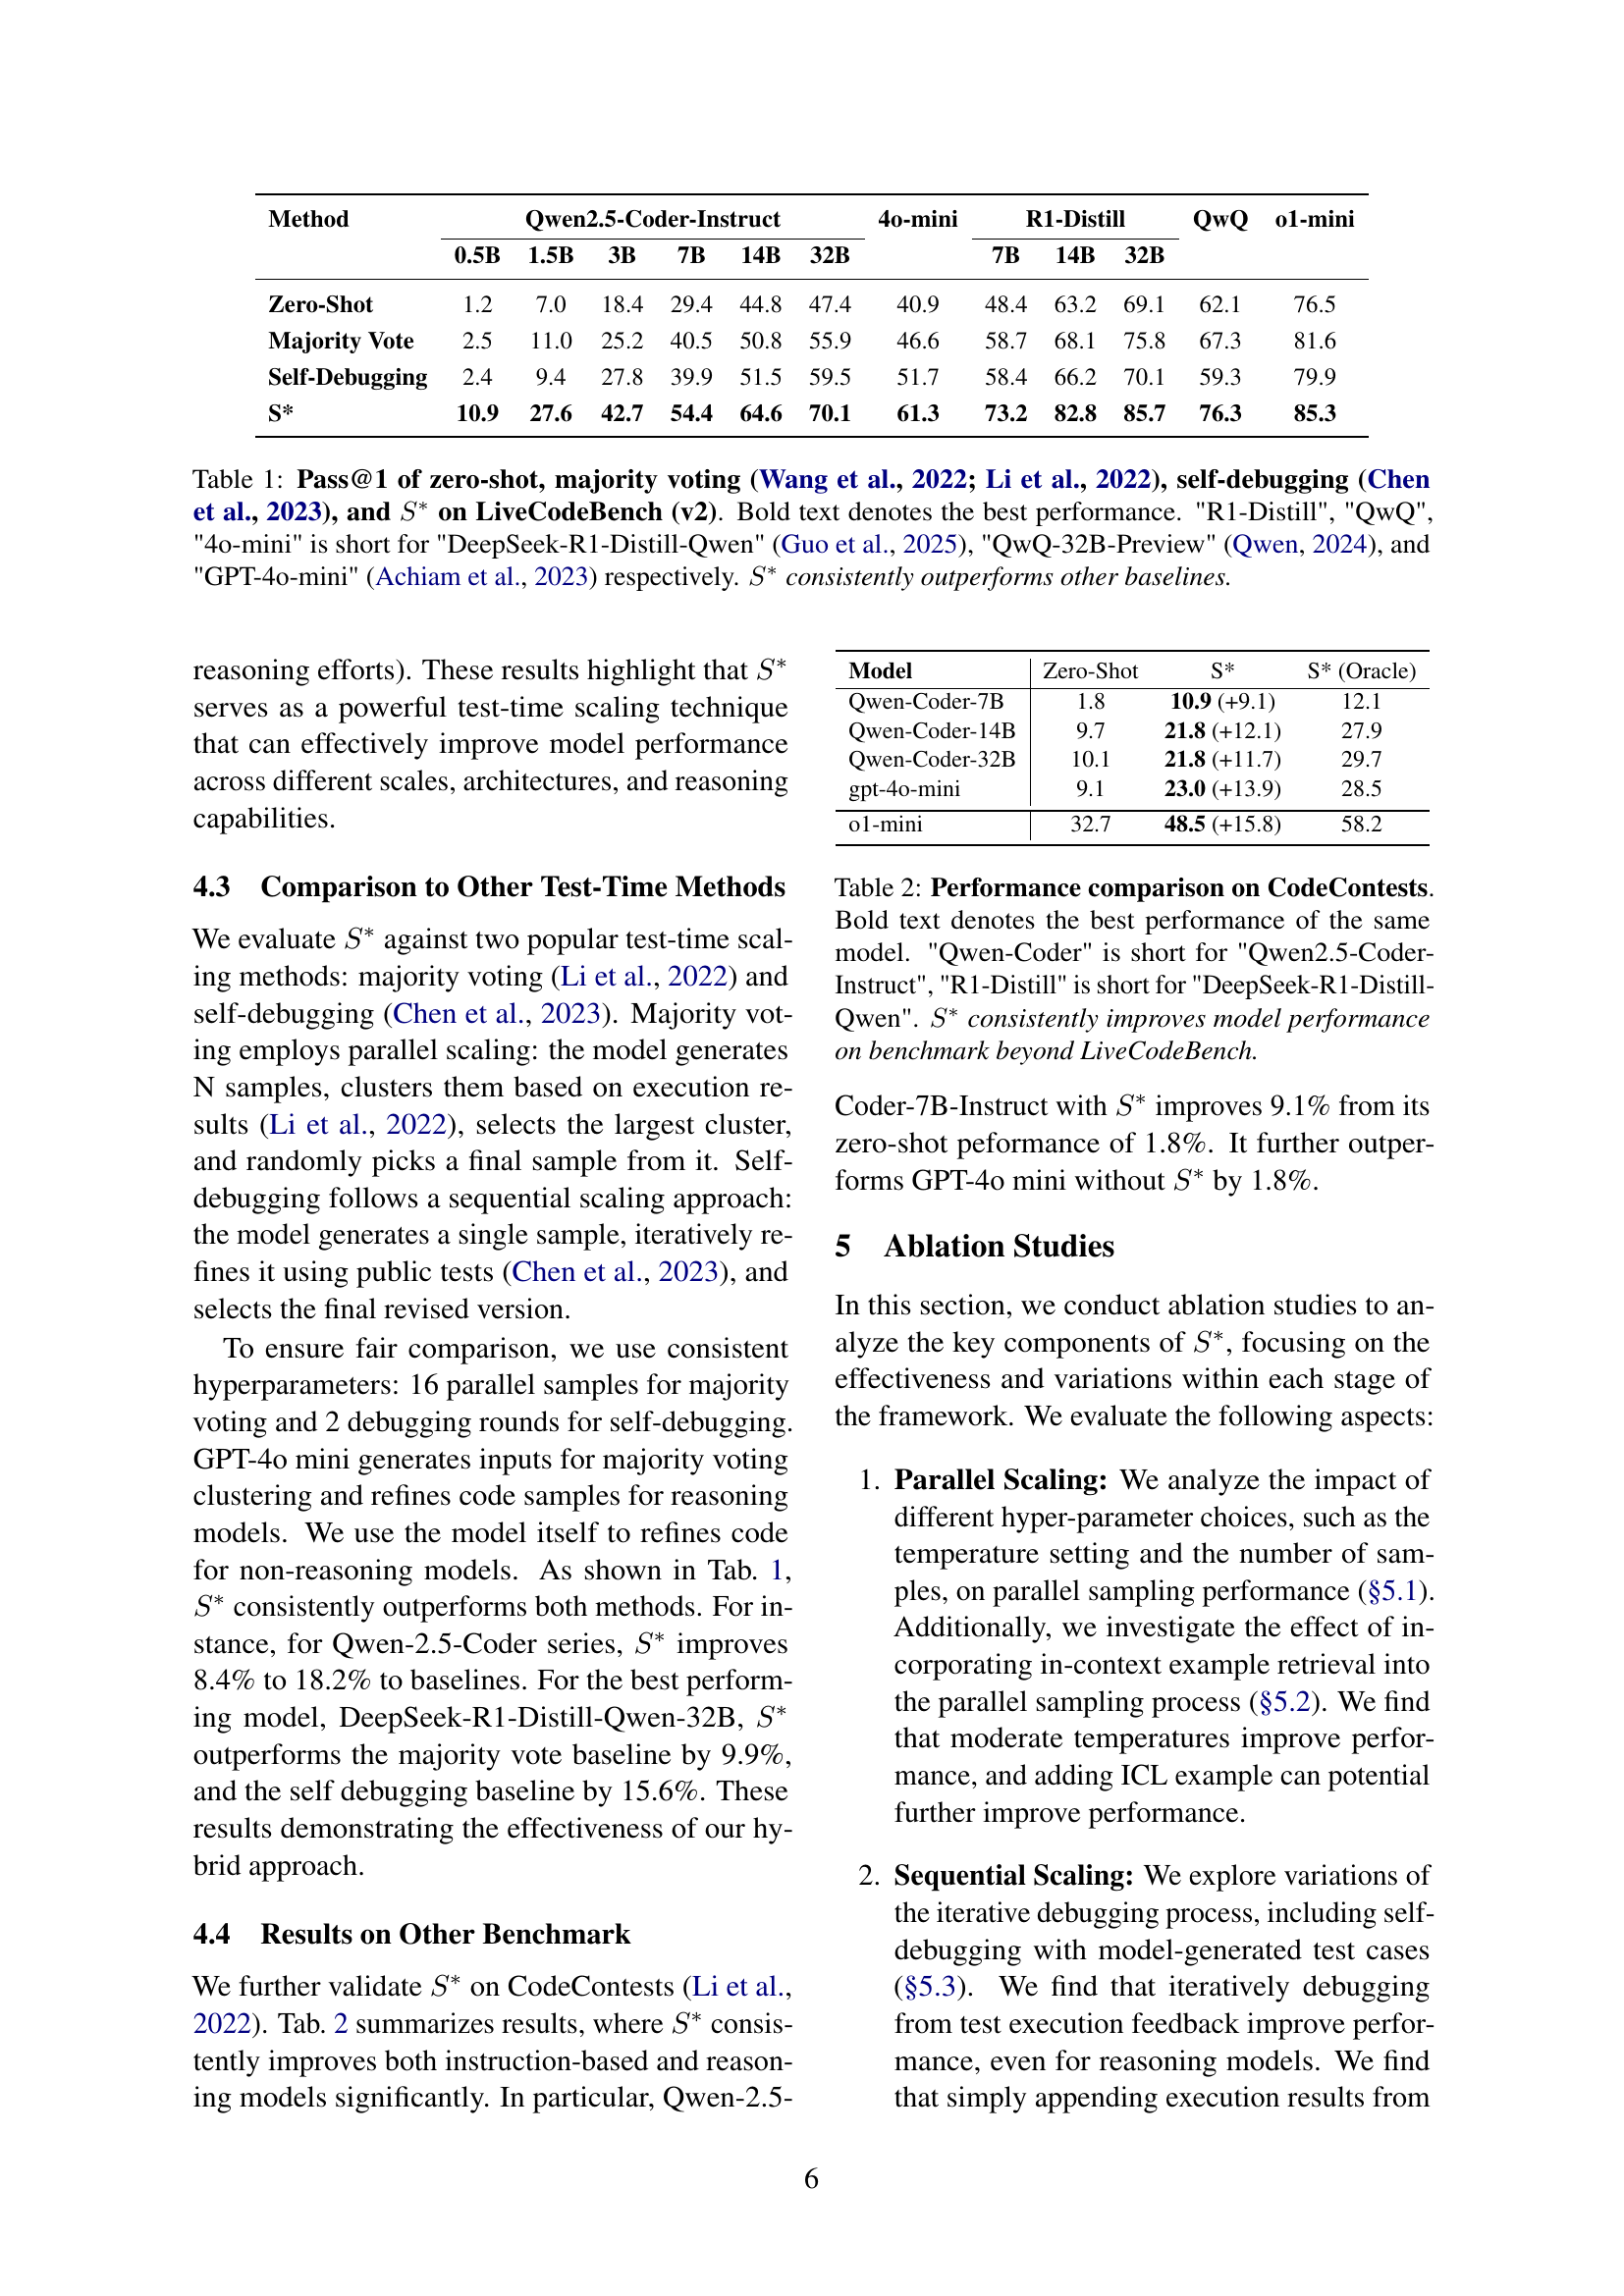 Method Qwen2.5-Coder-Instruct 4o-mini R1-Distill QwQ o1-mini
0.5B 1.5B 3B 7B 14B 32B 7B 14B 32B
Zero-Shot 1.2 7.0 18.4 29.4 44.8 47.4 40.9 48.4 63.2 69.1 62.1 76.5
Majority Vote 2.5 11.0 25.2 40.5 50.8 55.9 46.6 58.7 68.1 75.8 67.3 81.6
Self-Debugging 2.4 9.4 27.8 39.9 51.5 59.5 51.7 58.4 66.2 70.1 59.3 79.9
S* 10.9 27.6 42.7 54.4 64.6 70.1 61.3 73.2 82.8 85.7 76.3 85.3
Table 1: Pass@1 of zero-shot, majority voting (Wang et al., 2022; Li et al., 2022), self-debugging (Chen
et al., 2023), and S* on LiveCodeBench (v2). Bold text denotes the best performance. "R1-Distill", "QwQ",
"4o-mini" is short for "DeepSeek-R1-Distill-Qwen" (Guo et al., 2025), "QwQ-32B-Preview" (Qwen, 2024), and
"GPT-4o-mini" (Achiam et al., 2023) respectively. S* consistently outperforms other baselines.
reasoning efforts). These results highlight that S*
serves as a powerful test-time scaling technique
that can effectively improve model performance
across different scales, architectures, and reasoning
capabilities.
4.3 Comparison to Other Test-Time Methods
We evaluate S* against two popular test-time scal-
ing methods: majority voting (Li et al., 2022) and
self-debugging (Chen et al., 2023). Majority vot-
ing employs parallel scaling: the model generates
N samples, clusters them based on execution re-
sults (Li et al., 2022), selects the largest cluster,
and randomly picks a final sample from it. Self-
debugging follows a sequential scaling approach:
the model generates a single sample, iteratively re-
fines it using public tests (Chen et al., 2023), and
selects the final revised version.
To ensure fair comparison, we use consistent
hyperparameters: 16 parallel samples for majority
voting and 2 debugging rounds for self-debugging.
GPT-4o mini generates inputs for majority voting
clustering and refines code samples for reasoning
models. We use the model itself to refines code
for non-reasoning models. As shown in Tab. 1,
S* consistently outperforms both methods. For in-
stance, for Qwen-2.5-Coder series, S* improves
8.4% to 18.2% to baselines. For the best perform-
ing model, DeepSeek-R1-Distill-Qwen-32B, S*
outperforms the majority vote baseline by 9.9%,
and the self debugging baseline by 15.6%. These
results demonstrating the effectiveness of our hy-
brid approach.
4.4 Results on Other Benchmark
We further validate S* on CodeContests (Li et al.,
2022). Tab. 2 summarizes results, where S* consis-
tently improves both instruction-based and reason-
ing models significantly. In particular, Qwen-2.5-
Model Zero-Shot S* S* (Oracle)
Qwen-Coder-7B 1.8 10.9 (+9.1) 12.1
Qwen-Coder-14B 9.7 21.8 (+12.1) 27.9
Qwen-Coder-32B 10.1 21.8 (+11.7) 29.7
gpt-4o-mini 9.1 23.0 (+13.9) 28.5
o1-mini 32.7 48.5 (+15.8) 58.2
Table 2: Performance comparison on CodeContests.
Bold text denotes the best performance of the same
model. "Qwen-Coder" is short for "Qwen2.5-Coder-
Instruct", "R1-Distill" is short for "DeepSeek-R1-Distill-
Qwen". S* consistently improves model performance
on benchmark beyond LiveCodeBench.
Coder-7B-Instruct with S* improves 9.1% from its
zero-shot peformance of 1.8%. It further outper-
forms GPT-4o mini without S* by 1.8%.
5 Ablation Studies
In this section, we conduct ablation studies to an-
alyze the key components of S*, focusing on the
effectiveness and variations within each stage of
the framework. We evaluate the following aspects:
1. Parallel Scaling: We analyze the impact of
different hyper-parameter choices, such as the
temperature setting and the number of sam-
ples, on parallel sampling performance (§5.1).
Additionally, we investigate the effect of in-
corporating in-context example retrieval into
the parallel sampling process (§5.2). We find
that moderate temperatures improve perfor-
mance, and adding ICL example can potential
further improve performance.
2. Sequential Scaling: We explore variations of
the iterative debugging process, including self-
debugging with model-generated test cases
(§5.3). We find that iteratively debugging
from test execution feedback improve perfor-
mance, even for reasoning models. We find
that simply appending execution results from
6